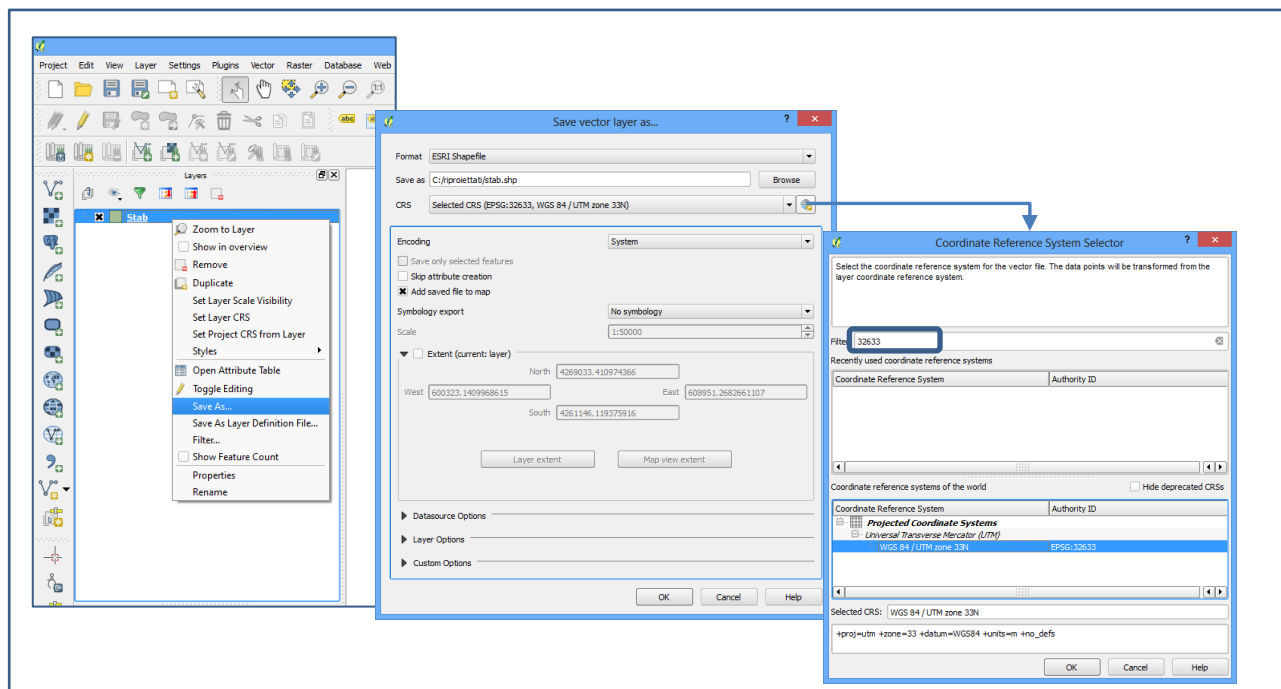 Project Edit View Layer Settings Plugins Vector Raster Database Web
abc
Layers
Stab
Zoom to Layer
Show in overview
Remove
Duplicate
Set Layer Scale Visibility
Set Layer CRS
Set Project CRS from Layer
Styles
Open Attribute Table
Toggle Editing
Save As...
Save As Layer Definition File...
Filter...
Show Feature Count
Properties
Rename
Save vector layer as...
Format ESRI Shapefile
Save as C:/riproiettati/stab.shp Browse
CRS Selected CRS (EPSG:32633, WGS 84 / UTM zone 33N)
Encoding System
Save only selected features
Skip attribute creation
Add saved file to map
Symbology export No symbology
Scale 1:50000
Extent (current: layer)
North 4269033.410974366
West 600323.1409968615 East 608951.2682661107
South 4261146.119375916
Layer extent Map view extent
Datasource Options
Layer Options
Custom Options
OK Cancel Help
Coordinate Reference System Selector
Select the coordinate reference system for the vector file. The data points will be transformed from the
layer coordinate reference system.
Filter 32633
Recently used coordinate reference systems
Coordinate Reference System Authority ID
Coordinate reference systems of the world Hide deprecated CRSs
Coordinate Reference System Authority ID
Projected Coordinate Systems
Universal Transverse Mercator (UTM)
WGS 84 / UTM zone 33N EPSG:32633
Selected CRS: WGS 84 / UTM zone 33N
+proj=utm +zone=33 +datum=WGS84 +units=m +no_defs
OK Cancel Help